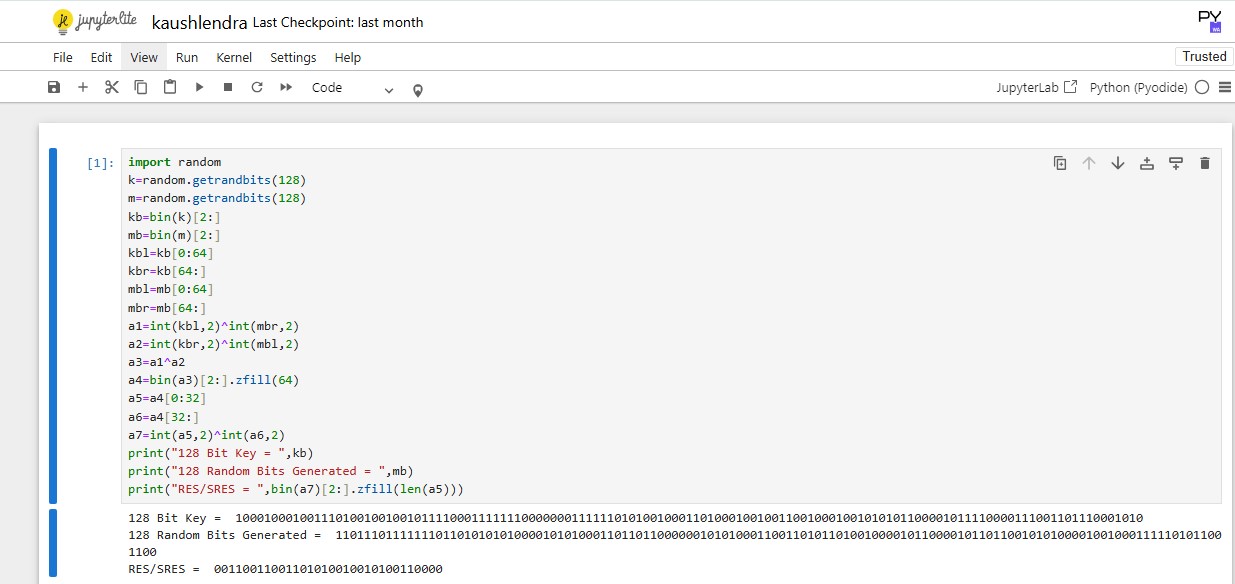 jupyterlite kaushlendra Last Checkpoint: last month
PY
File Edit View Run Kernel Settings Help
Trusted
Code
JupyterLab
Python (Pyodide)
[1]:
import random
k=random.getrandbits(128)
m=random.getrandbits(128)
kb=bin(k)[2:]
mb=bin(m)[2:]
kbl=kb[0:64]
kbr=kb[64:]
mbl=mb[0:64]
mbr=mb[64:]
a1=int(kbl,2)^int(mbr,2)
a2=int(kbr,2)^int(mbl,2)
a3=a1^a2
a4=bin(a3)[2:].zfill(64)
a5=a4[0:32]
a6=a4[32:]
a7=int(a5,2)^int(a6,2)
print("128 Bit Key = ",kb)
print("128 Random Bits Generated = ",mb)
print("RES/SRES = ",bin(a7)[2:].zfill(len(a5)))
128 Bit Key =
128 Random Bits Generated =
1100
RES/SRES = 00110011001101010010010100110000